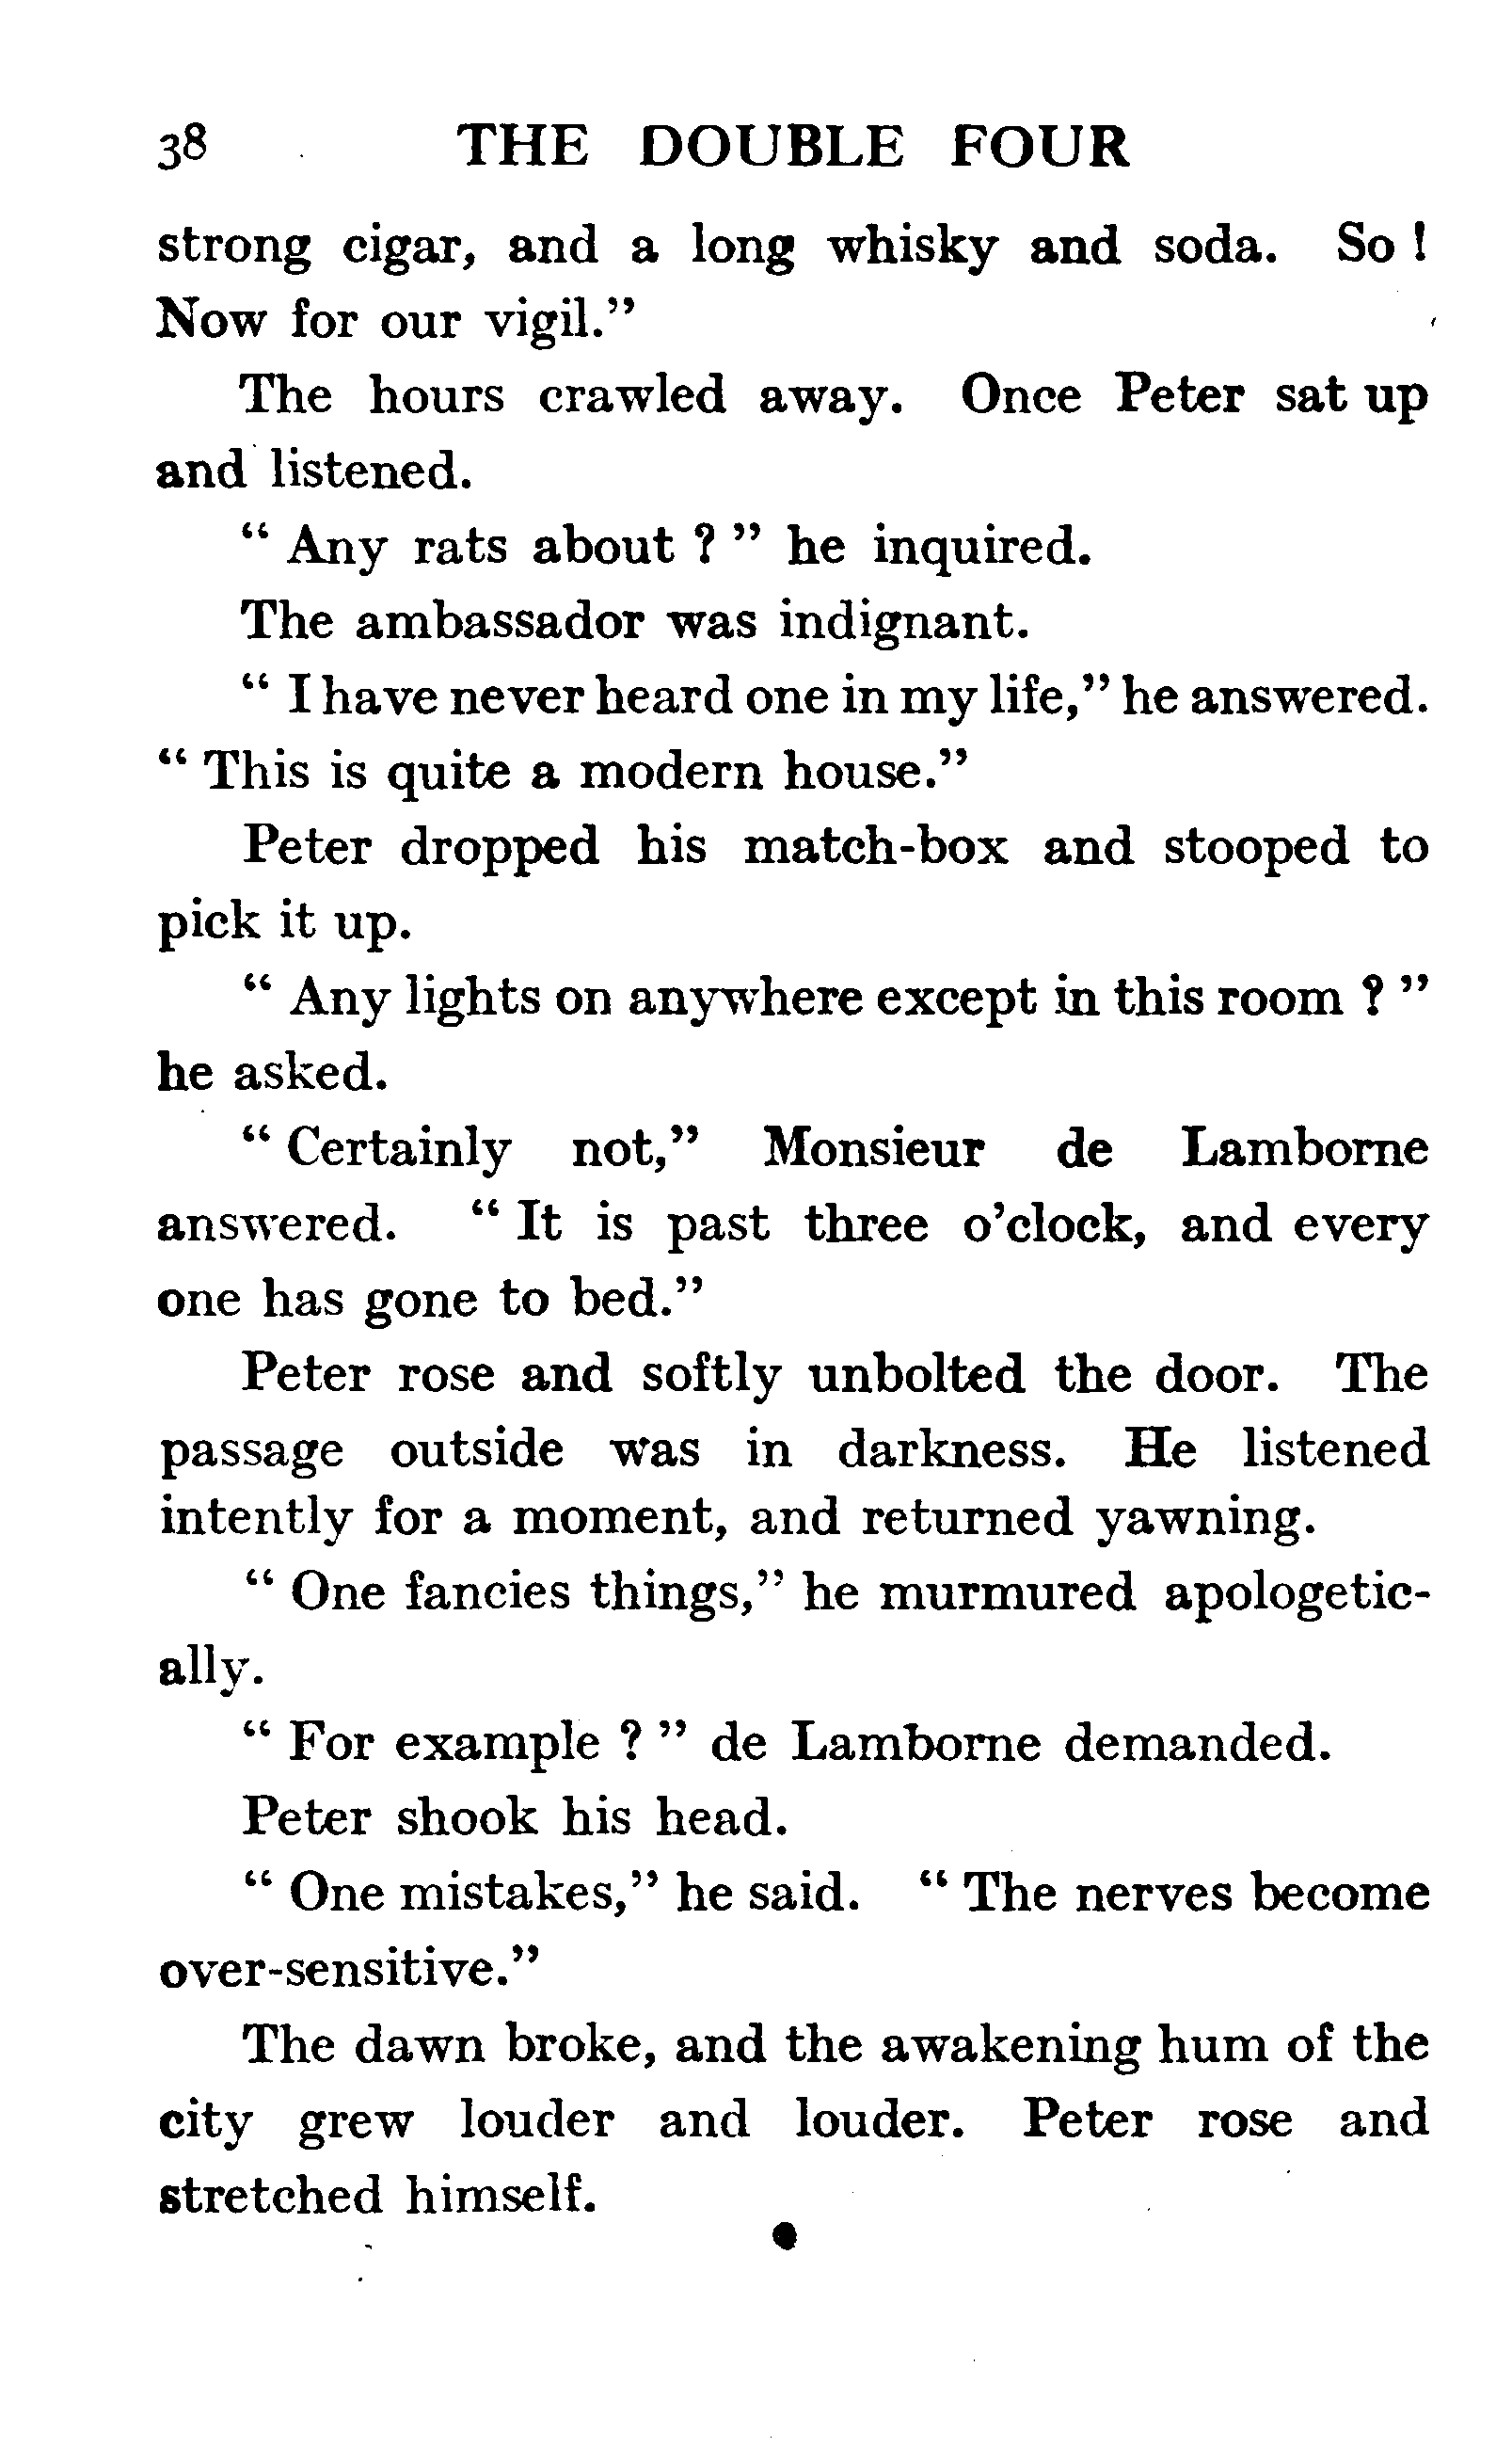 38 THE DOUBLE FOUR
strong cigar, and a long whisky and soda. So !
Now for our vigil."
The hours crawled away. Once Peter sat up
and listened.
" Any rats about ? " he inquired.
The ambassador was indignant.
" I have never heard one in my life," he answered.
" This is quite a modern house."
Peter dropped his match-box and stooped to
pick it up.
" Any lights on anywhere except in this room ? "
he asked.
" Certainly not," Monsieur de Lamborne
answered. " It is past three o'clock, and every
one has gone to bed."
Peter rose and softly unbolted the door. The
passage outside was in darkness. He listened
intently for a moment, and returned yawning.
" One fancies things," he murmured apologetic-
ally.
" For example ? " de Lamborne demanded.
Peter shook his head.
" One mistakes," he said. " The nerves become
over-sensitive."
The dawn broke, and the awakening hum of the
city grew louder and louder. Peter rose and
stretched himself.